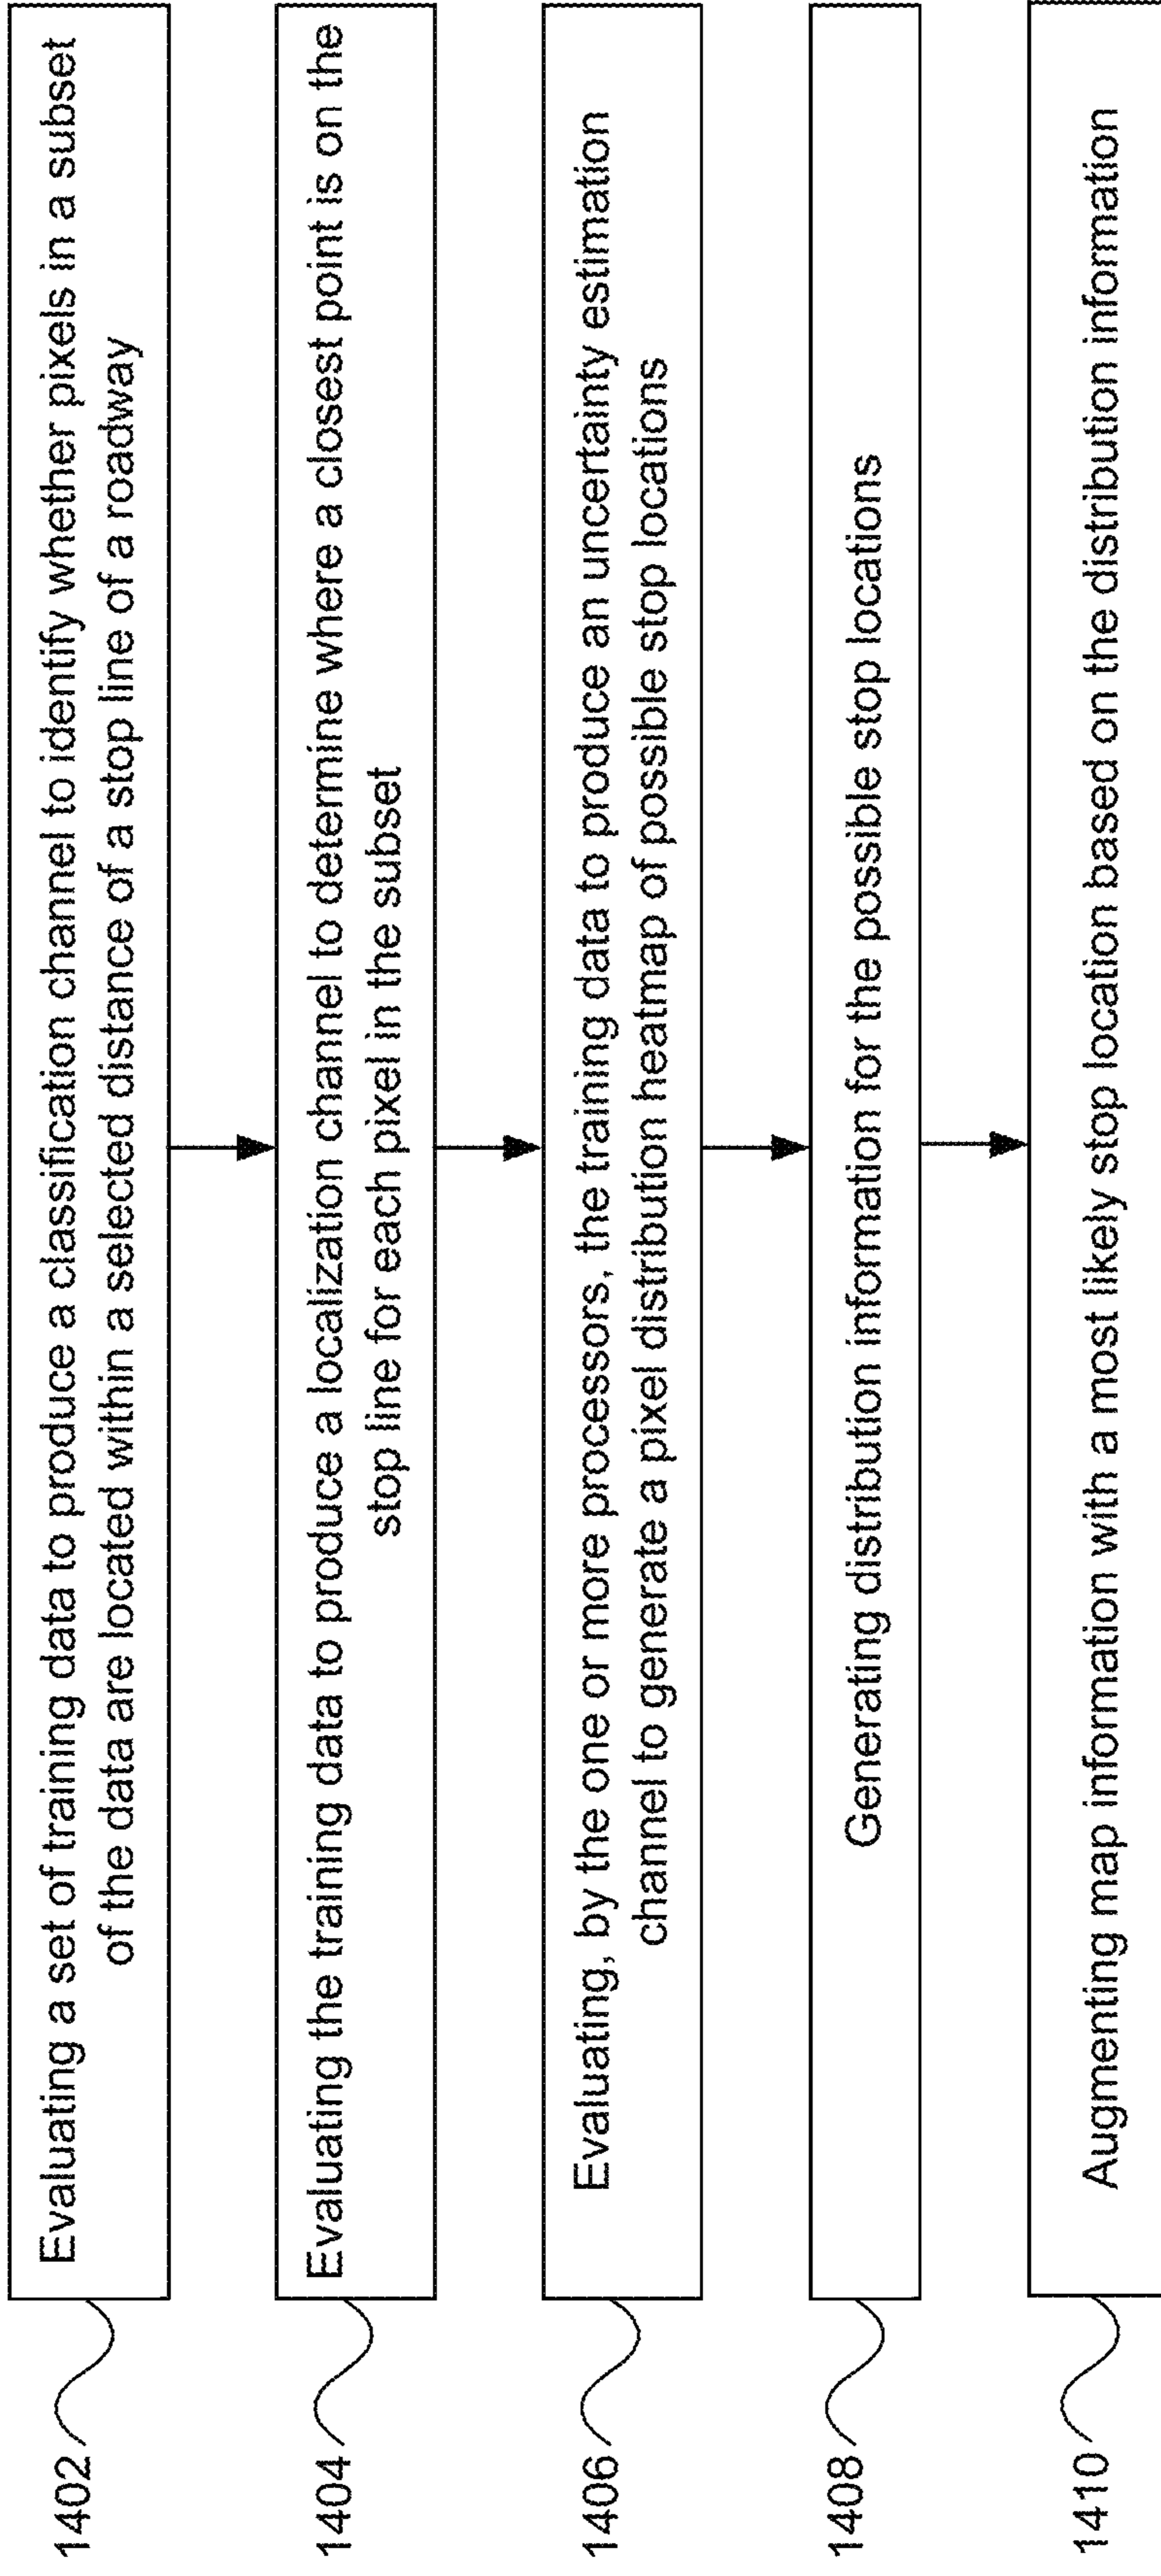 1402
Evaluating a set of training data to produce a classification channel to identify whether pixels in a subset
of the data are located within a selected distance of a stop line of a roadway
1404
Evaluating the training data to produce a localization channel to determine where a closest point is on the
stop line for each pixel in the subset
1406
Evaluating, by the one or more processors, the training data to produce an uncertainty estimation
channel to generate a pixel distribution heatmap of possible stop locations
1408
Generating distribution information for the possible stop locations
1410
Augmenting map information with a most likely stop location based on the distribution information